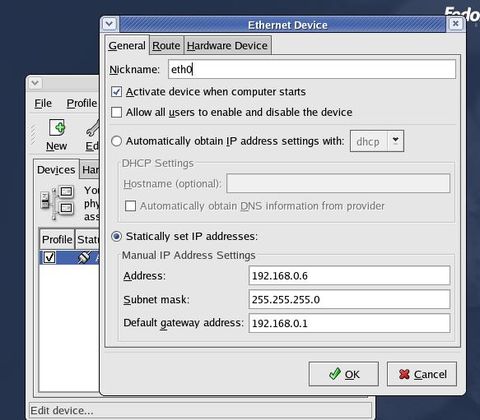 Fedo
Ethernet Device
General Route Hardware Device
Nickname: eth0
Activate device when computer starts
Allow all users to enable and disable the device
Automatically obtain IP address settings with: dhcp
DHCP Settings
Hostname (optional):
Automatically obtain DNS information from provider
Statically set IP addresses:
Manual IP Address Settings
Address: 192.168.0.6
Subnet mask: 255.255.255.0
Default gateway address: 192.168.0.1
OK Cancel
File Profile
New Ed
Devices Har
You
phy
ass
Profile Statu
Edit device...